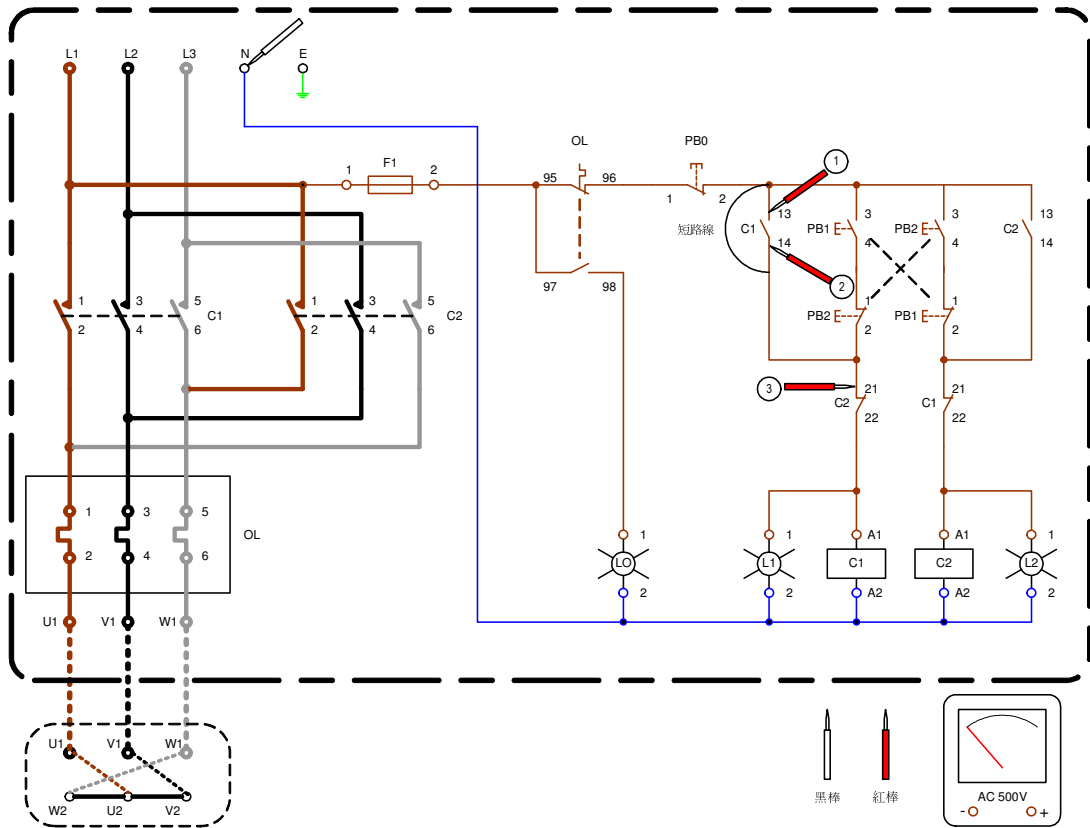 L1 L2 L3 N E
OL PB0
1 F1 2 95 96
1 2
短路線
1
13 3 3 13
C1 PB1 PB2 C2
14 4 4 14
97 98
2
1 3 5 1 3 5
C1 C2
2 4 6 2 4 6
1 1
PB2 PB1
2 2
3
21 21
C2 C1
22 22
1 3 5
OL
2 4 6
1 1 A1 A1 1
LO L1 C1 C2 L2
2 2 A2 A2 2
U1 V1 W1
U1 V1 W1
W2 U2 V2
黑棒 紅棒
AC 500V
- +